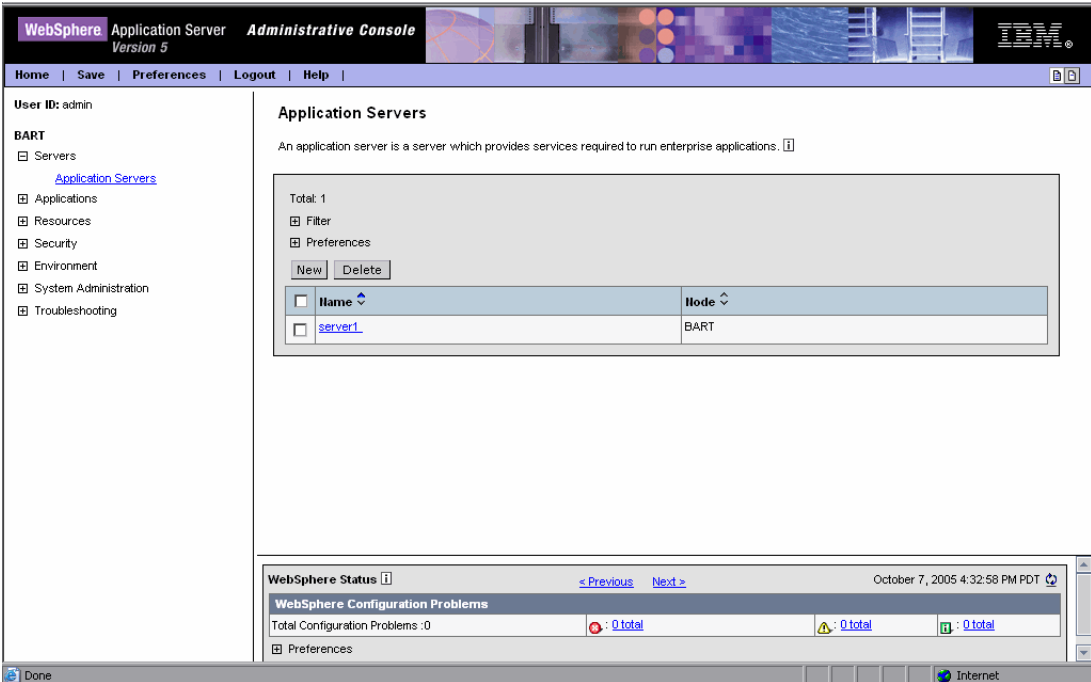 WebSphere Application Server Administrative Console
Version 5
IBM®
Home | Save | Preferences | Logout | Help |
User ID: admin
BART
Servers
Application Servers
Applications
Resources
Security
Environment
System Administration
Troubleshooting
Application Servers
An application server is a server which provides services required to run enterprise applications. i
Total: 1
Filter
Preferences
New Delete
Name Node
server1 BART
WebSphere Status i < Previous Next > October 7, 2005 4:32:58 PM PDT
WebSphere Configuration Problems
Total Configuration Problems :0 : 0 total : 0 total : 0 total
Preferences
Done Internet